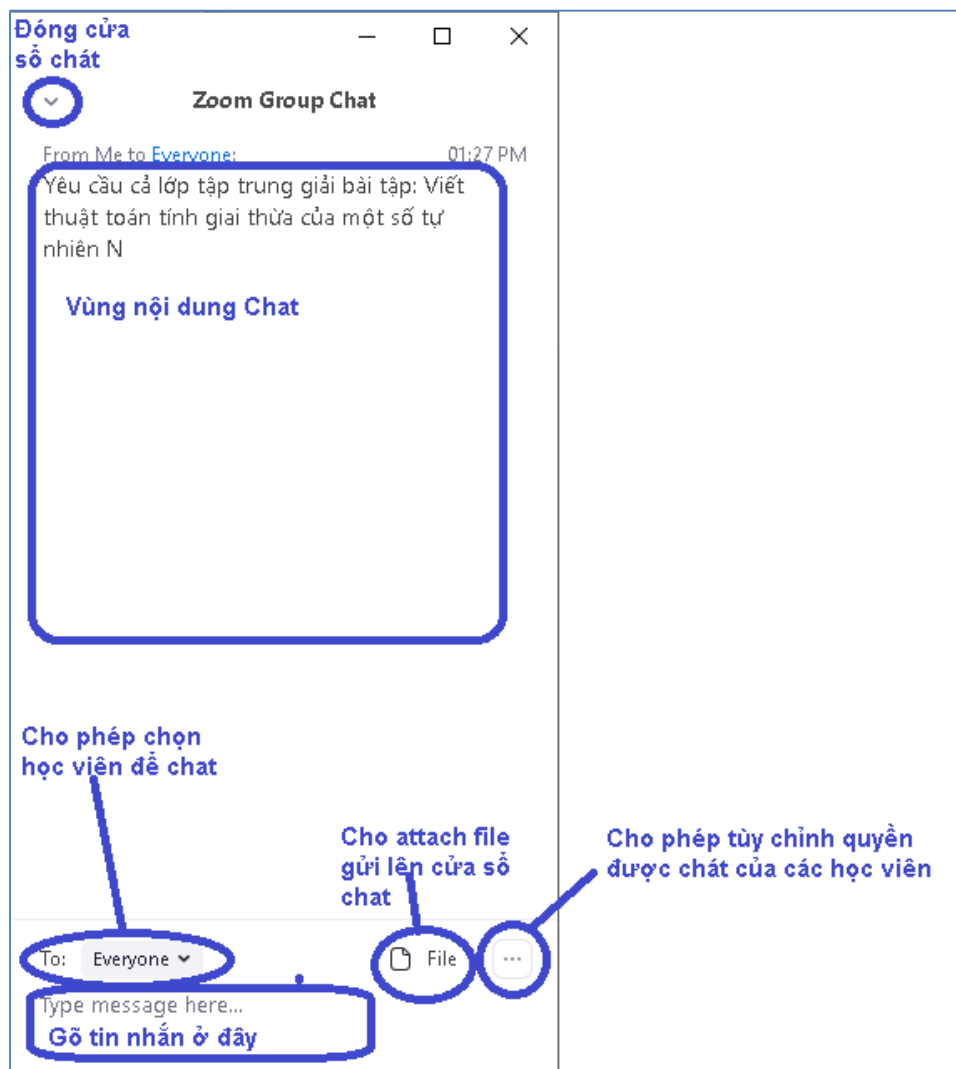 Đóng cửa
sổ chát
Zoom Group Chat
From Me to Everyone:
01:27 PM
Yêu cầu cả lớp tập trung giải bài tập: Viết
thuật toán tính giai thừa của một số tự
nhiên N
Vùng nội dung Chat
Cho phép chọn
học viên để chat
Cho attach file
gửi lên cửa sổ
chat
Cho phép tùy chỉnh quyền
được chát của các học viên
To: Everyone
File
Type message here...
Gõ tin nhắn ở đây